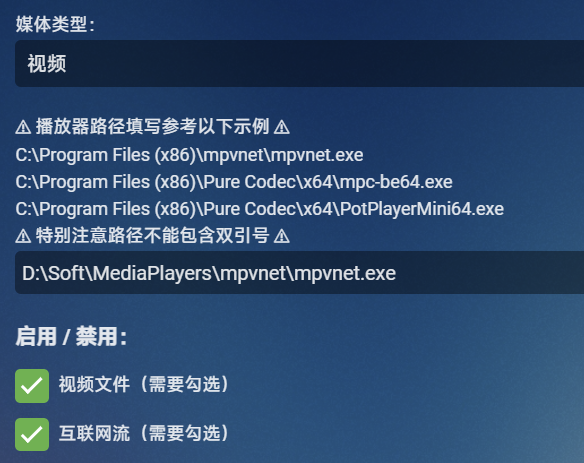 媒体类型：
视频
⚠ 播放器路径填写参考以下示例 ⚠
C:\Program Files (x86)\mpvnet\mpvnet.exe
C:\Program Files (x86)\Pure Codec\x64\mpc-be64.exe
C:\Program Files (x86)\Pure Codec\x64\PotPlayerMini64.exe
⚠ 特别注意路径不能包含双引号 ⚠
D:\Soft\MediaPlayers\mpvnet\mpvnet.exe
启用 / 禁用：
视频文件（需要勾选）
互联网流（需要勾选）